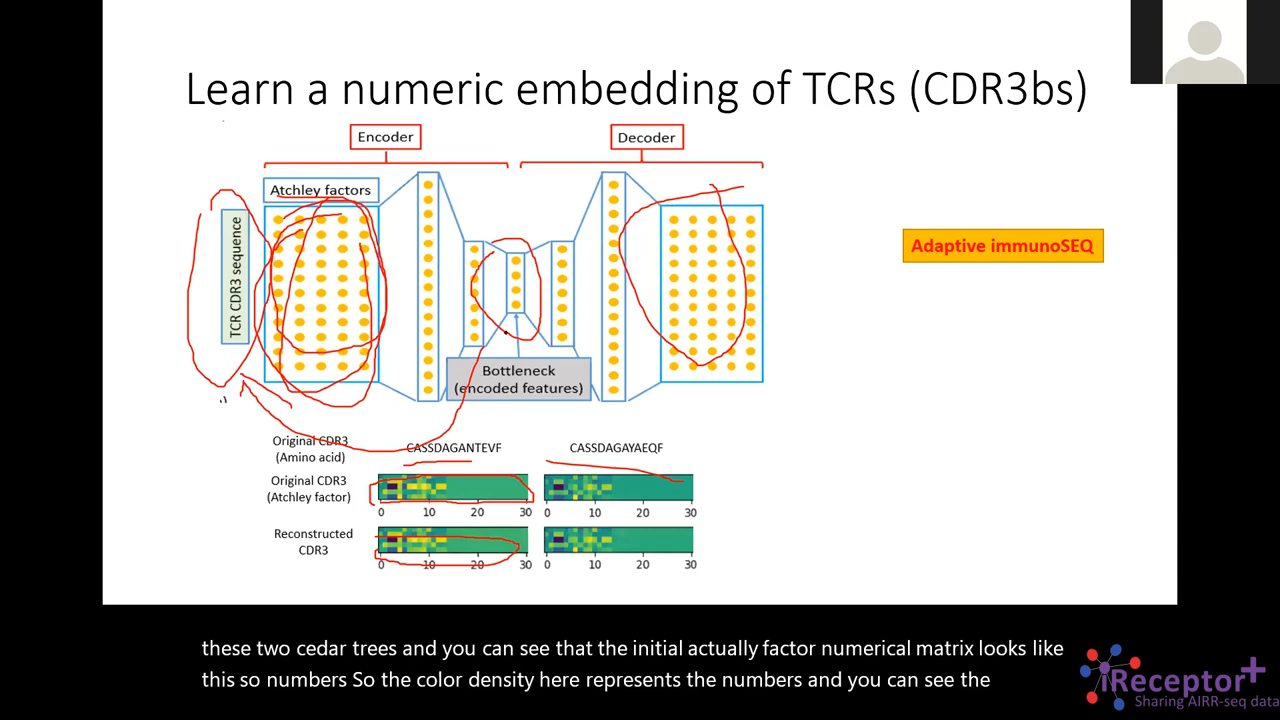 Learn a numeric embedding of TCRs (CDR3bs)
Encoder
Decoder
Atchley factors
TCR CDR3 sequence
Adaptive immunoSEQ
Bottleneck
(encoded features)
Original CDR3
(Amino acid)
CASSDAGANTEVF
CASSDAGAYAEQF
Original CDR3
(Atchley factor)
0 10 20 30
0 10 20 30
Reconstructed
CDR3
0 10 20 30
0 10 20 30
these two cedar trees and you can see that the initial actually factor numerical matrix looks like
this so numbers So the color density here represents the numbers and you can see the
iReceptor+
Sharing AIRR-seq data